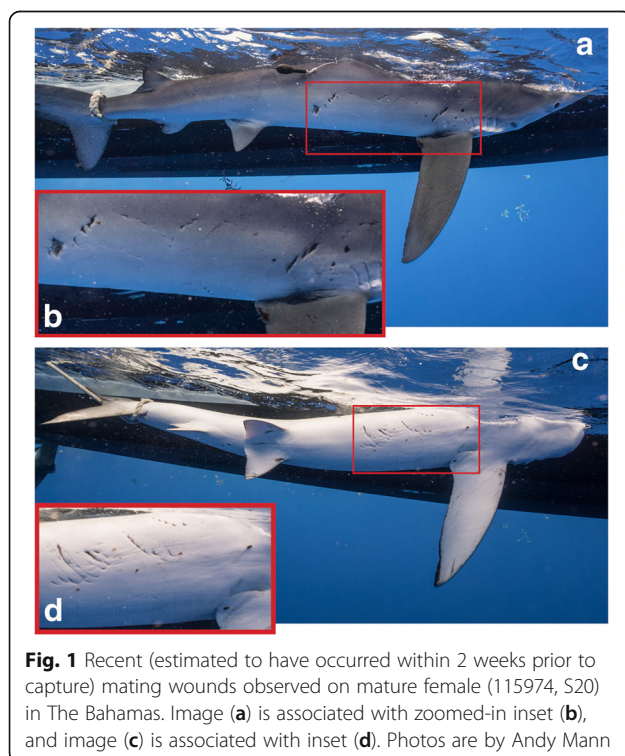 a
b
c
d
Fig. 1 Recent (estimated to have occurred within 2 weeks prior to
capture) mating wounds observed on mature female (115974, S20)
in The Bahamas. Image (a) is associated with zoomed-in inset (b),
and image (c) is associated with inset (d). Photos are by Andy Mann